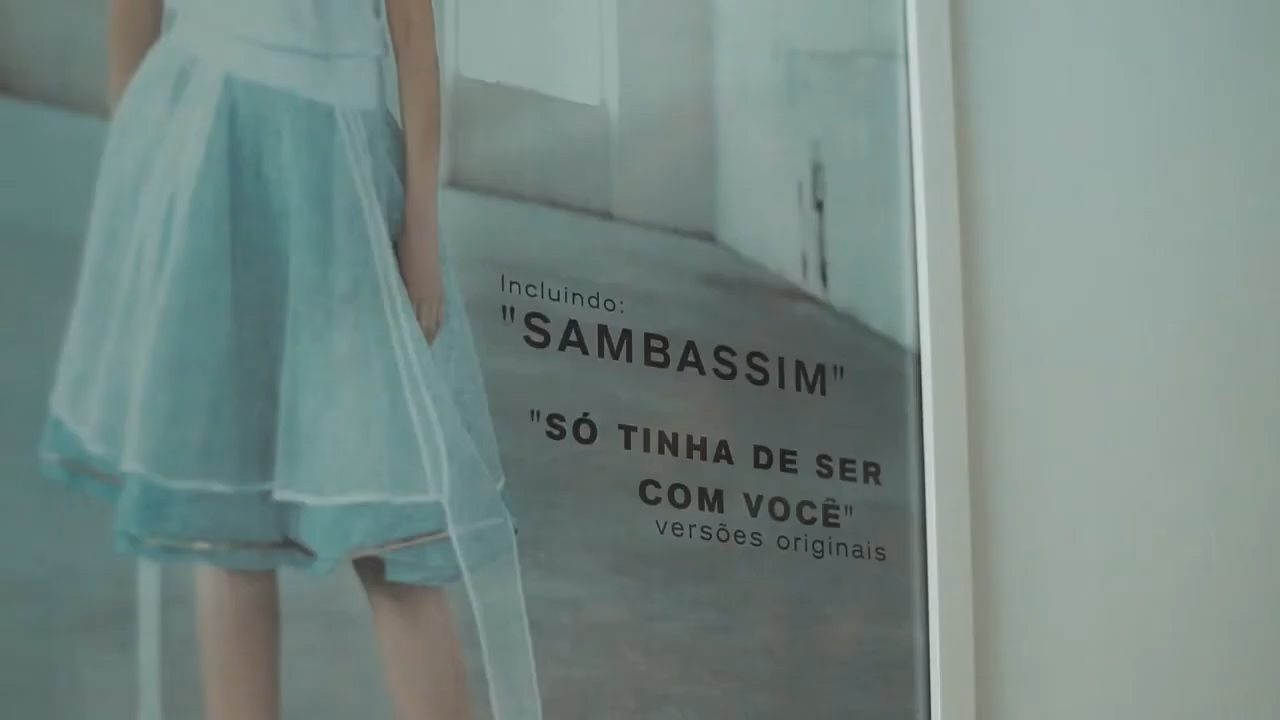 Incluindo:
"SAMBASSIM"
"SÓ TINHA DE SER
COM VOCÊ"
versões originais